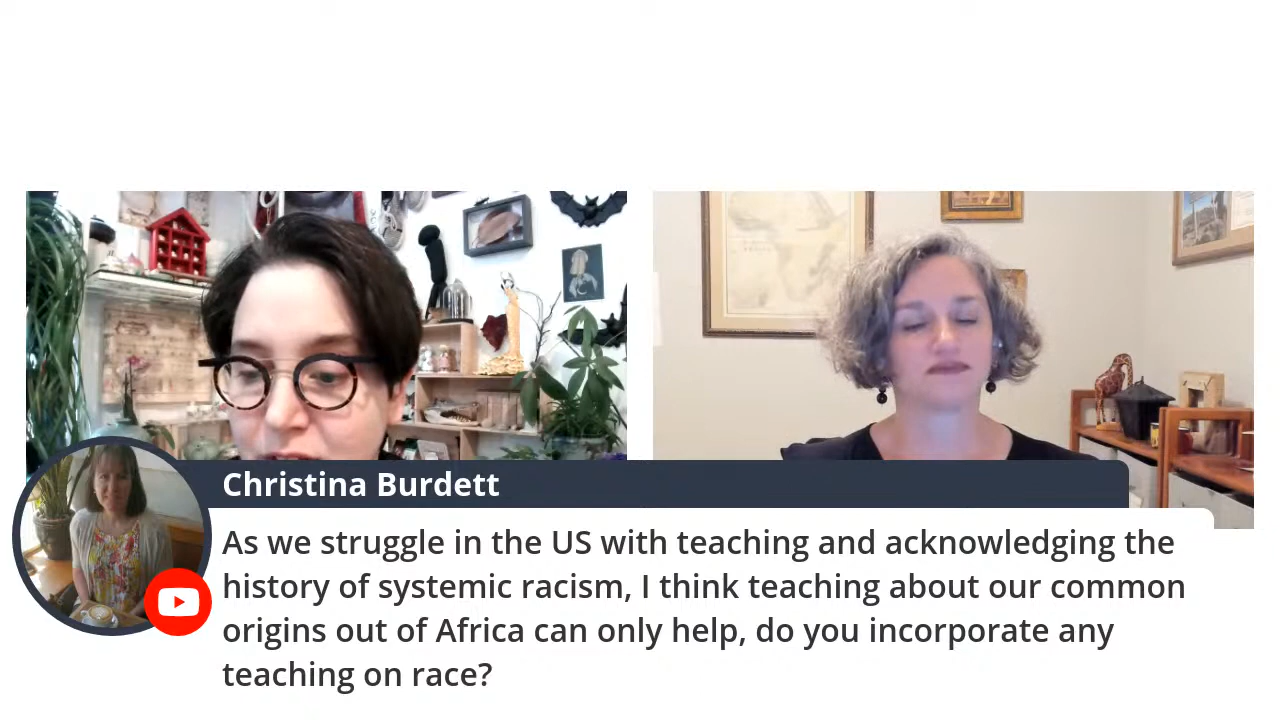 Christina Burdett
As we struggle in the US with teaching and acknowledging the
history of systemic racism, I think teaching about our common
origins out of Africa can only help, do you incorporate any
teaching on race?